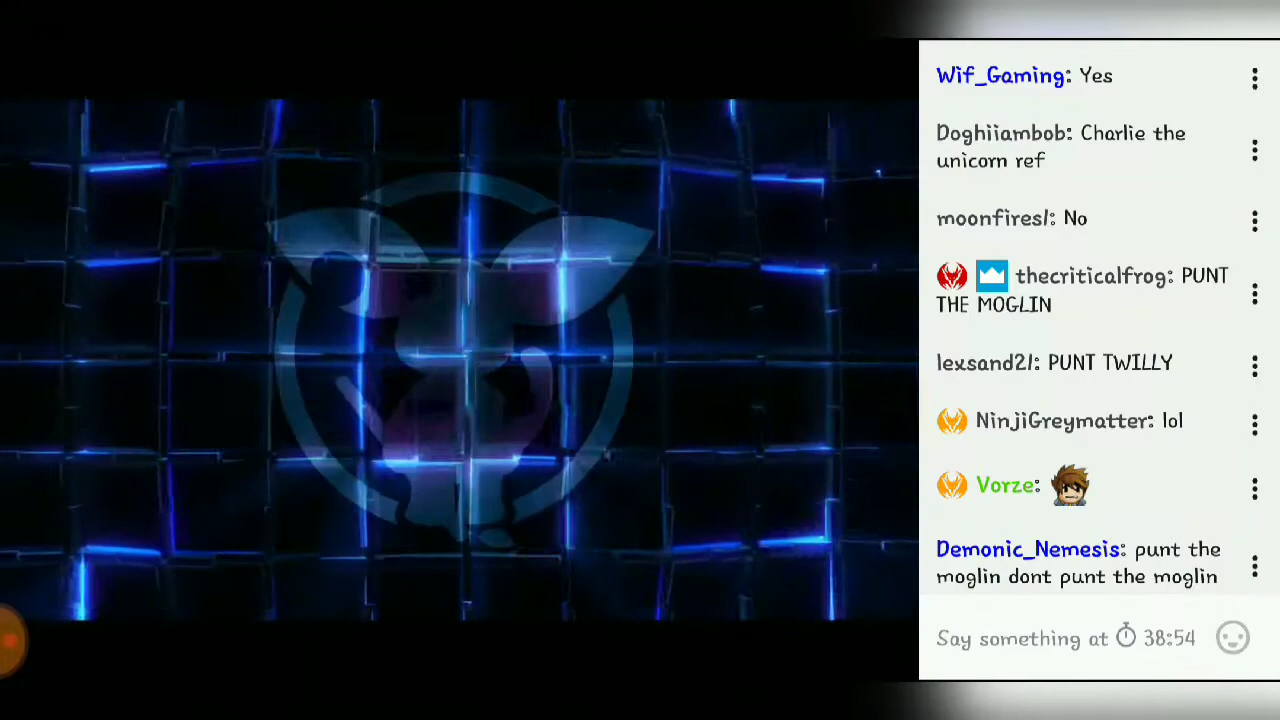 Wif_Gaming: Yes
Doghiiambob: Charlie the
unicorn ref
moonfiresl: No
thecriticalfrog: PUNT
THE MOGLIN
lexsand21: PUNT TWILLY
NinjiGreymatter: lol
Vorze:
Demonic_Nemesis: punt the
moglin dont punt the moglin
Say something at 38:54